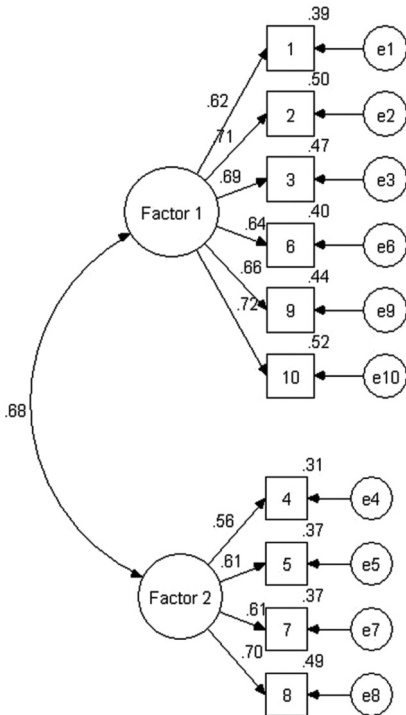 .39
1
e1
.62
.50
2
e2
.71
.47
3
e3
.69
Factor 1
.40
6
e6
.64
.44
9
e9
.66
.52
10
e10
.72
.68
.31
4
e4
.56
.37
5
e5
.61
Factor 2
.37
7
e7
.61
.49
8
e8
.70